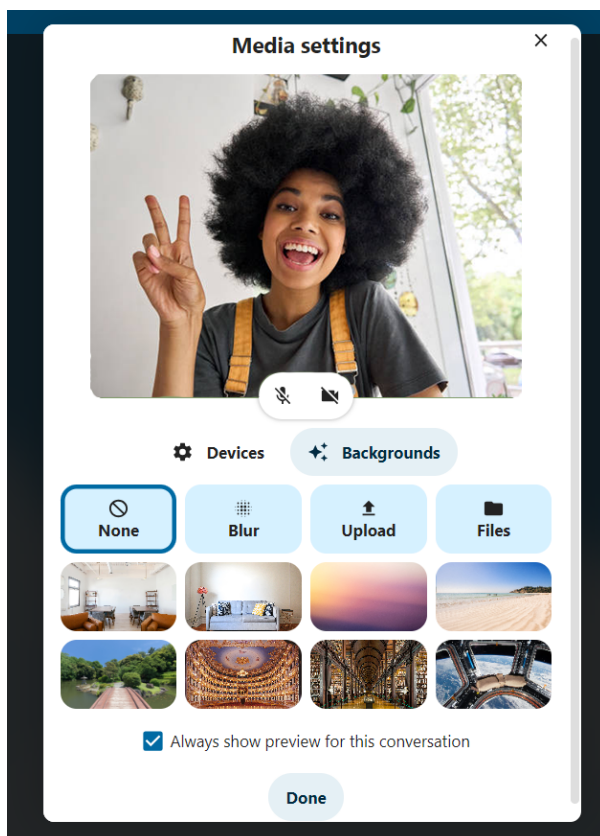 Media settings
Devices
Backgrounds
None
Blur
Upload
Files
Always show preview for this conversation
Done